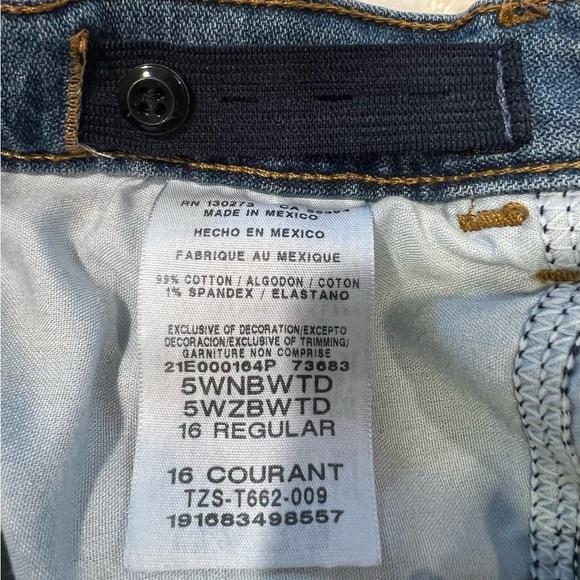 RN 130273 CA
MADE IN MEXICO
HECHO EN MEXICO
FABRIQUE AU MEXIQUE
99% COTTON / ALGODON / COTON
1% SPANDEX / ELASTANO
EXCLUSIVE OF DECORATION/EXCEPTO
DECORACION/EXCLUSIVE OF TRIMMING/
GARNITURE NON COMPRISE
21E000164P 73683
5WNBWTD
5WZBWTD
16 REGULAR
16 COURANT
TZS-T662-009
191683498557